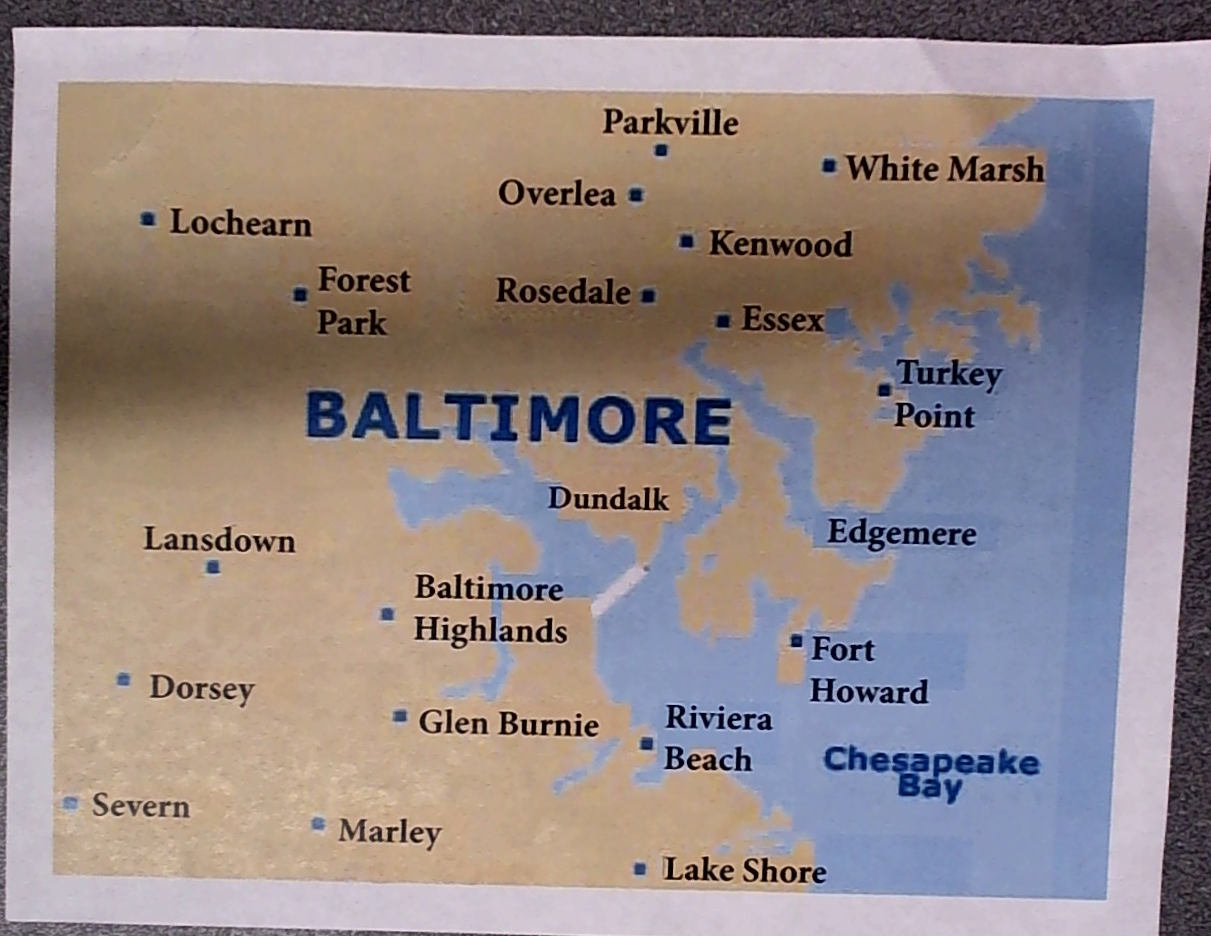 Parkville
White Marsh
Overlea
Lochearn
Kenwood
Forest
Park
Rosedale
Essex
Turkey
Point
BALTIMORE
Dundalk
Edgemere
Lansdown
Baltimore
Highlands
Fort
Howard
Dorsey
Glen Burnie
Riviera
Beach
Chesapeake
Bay
Severn
Marley
Lake Shore